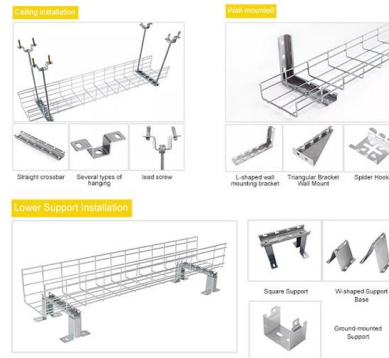 Ceiling installation
Wall-mounted
Straight crossbar
Several types of
hanging
lead screw
L-shaped wall
mounting bracket
Triangular Bracket
Wall Mount
Spider Hook
Lower Support Installation
Square Support
W-shaped Support
Base
Ground-mounted
Support